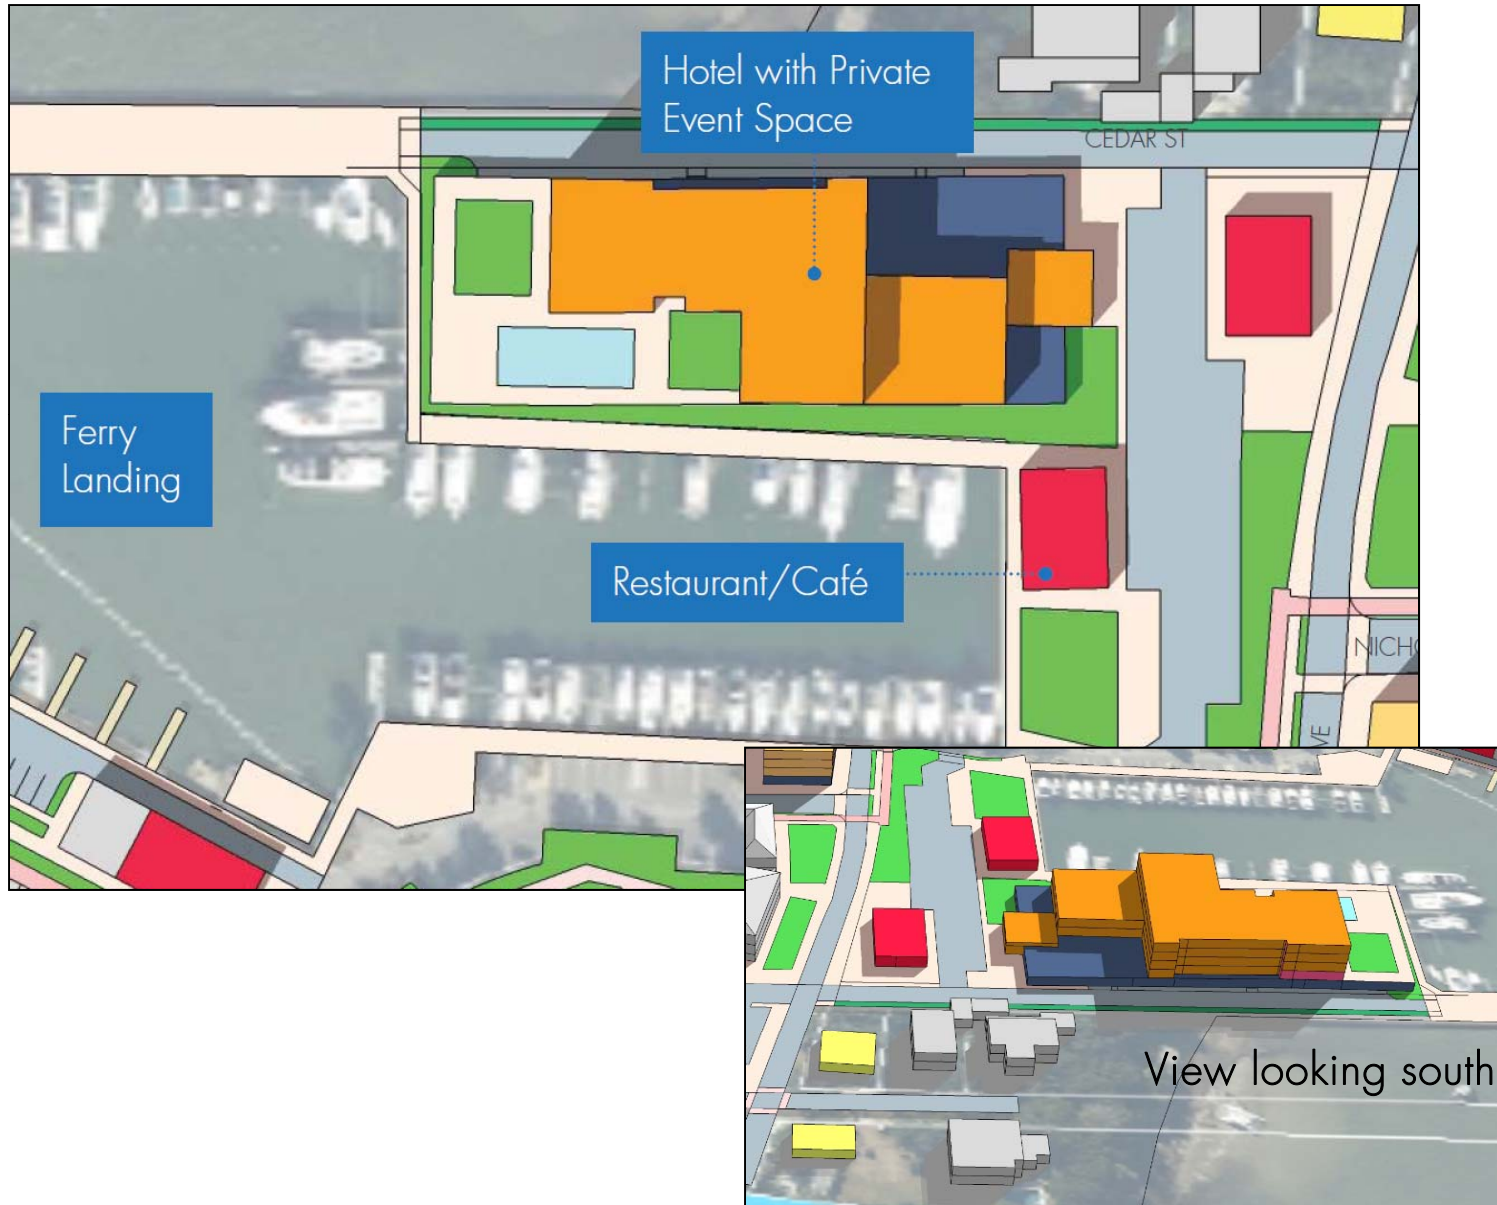 Hotel with Private
Event Space
CEDAR ST
Ferry
Landing
Restaurant/Café
View looking south